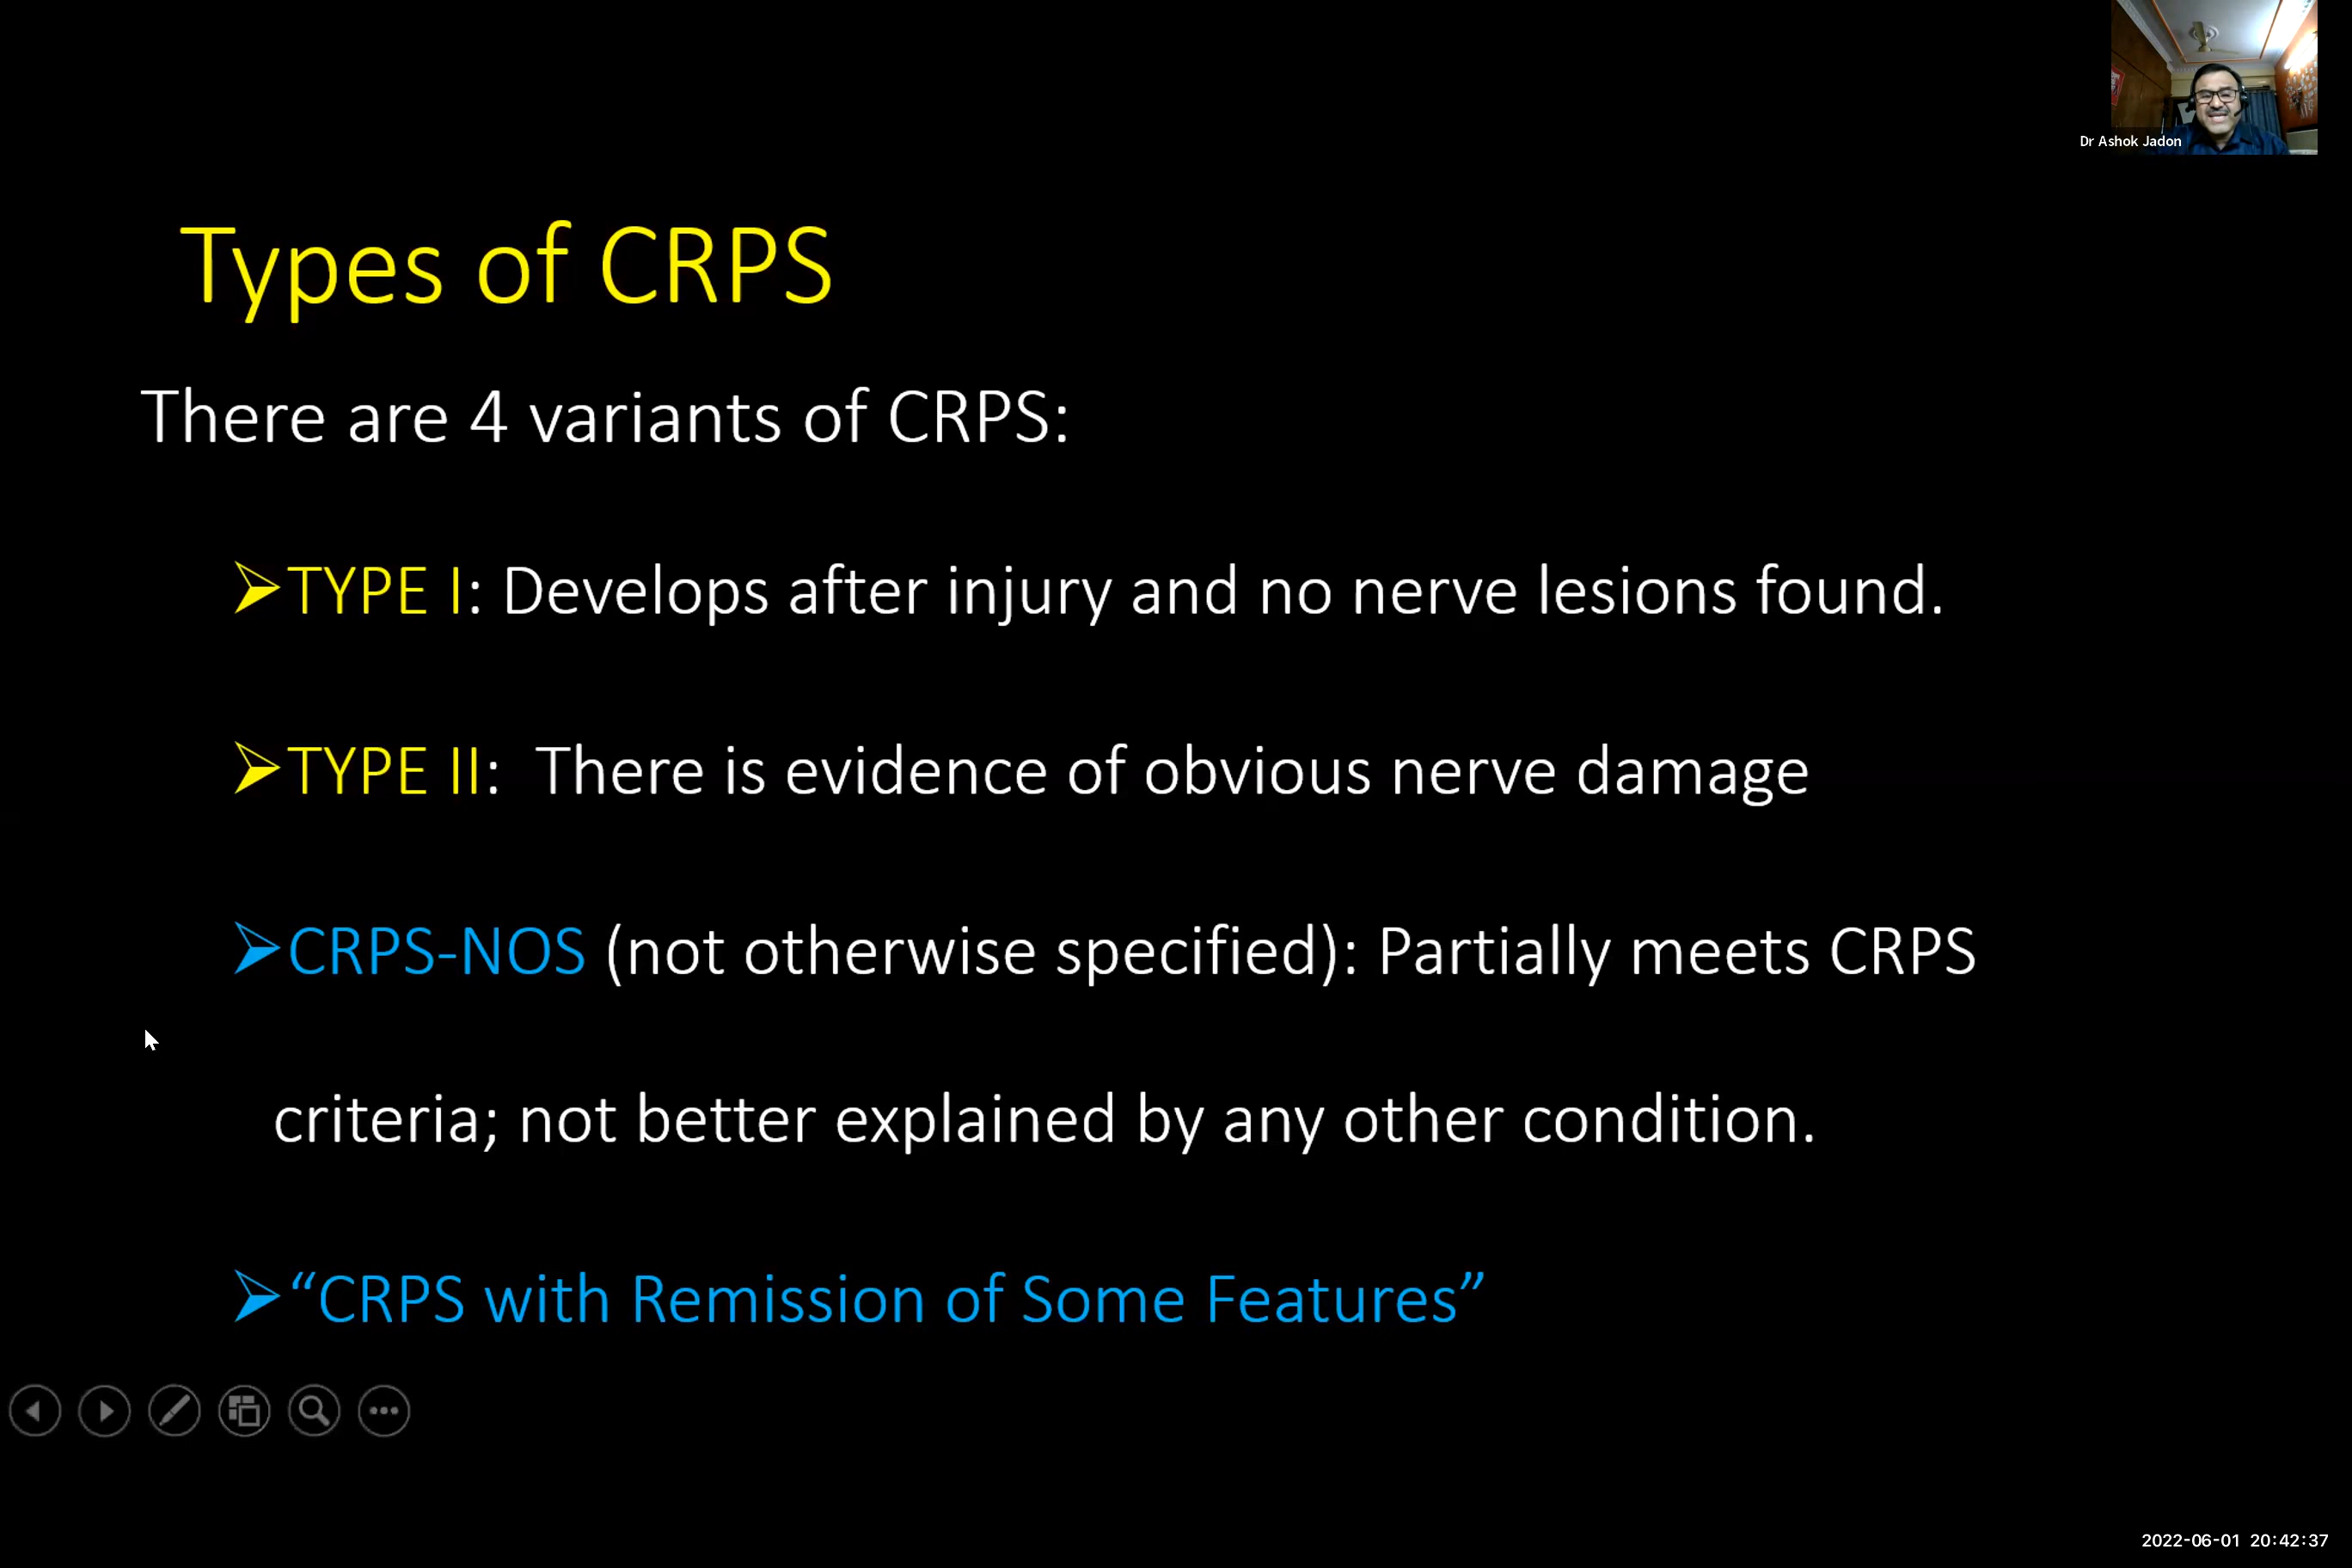 Dr Ashok Jadon
Types of CRPS
There are 4 variants of CRPS:
➢TYPE I: Develops after injury and no nerve lesions found.
➢TYPE II:  There is evidence of obvious nerve damage
➢CRPS-NOS (not otherwise specified): Partially meets CRPS
criteria; not better explained by any other condition.
➢“CRPS with Remission of Some Features”
2022-06-01 20:42:37